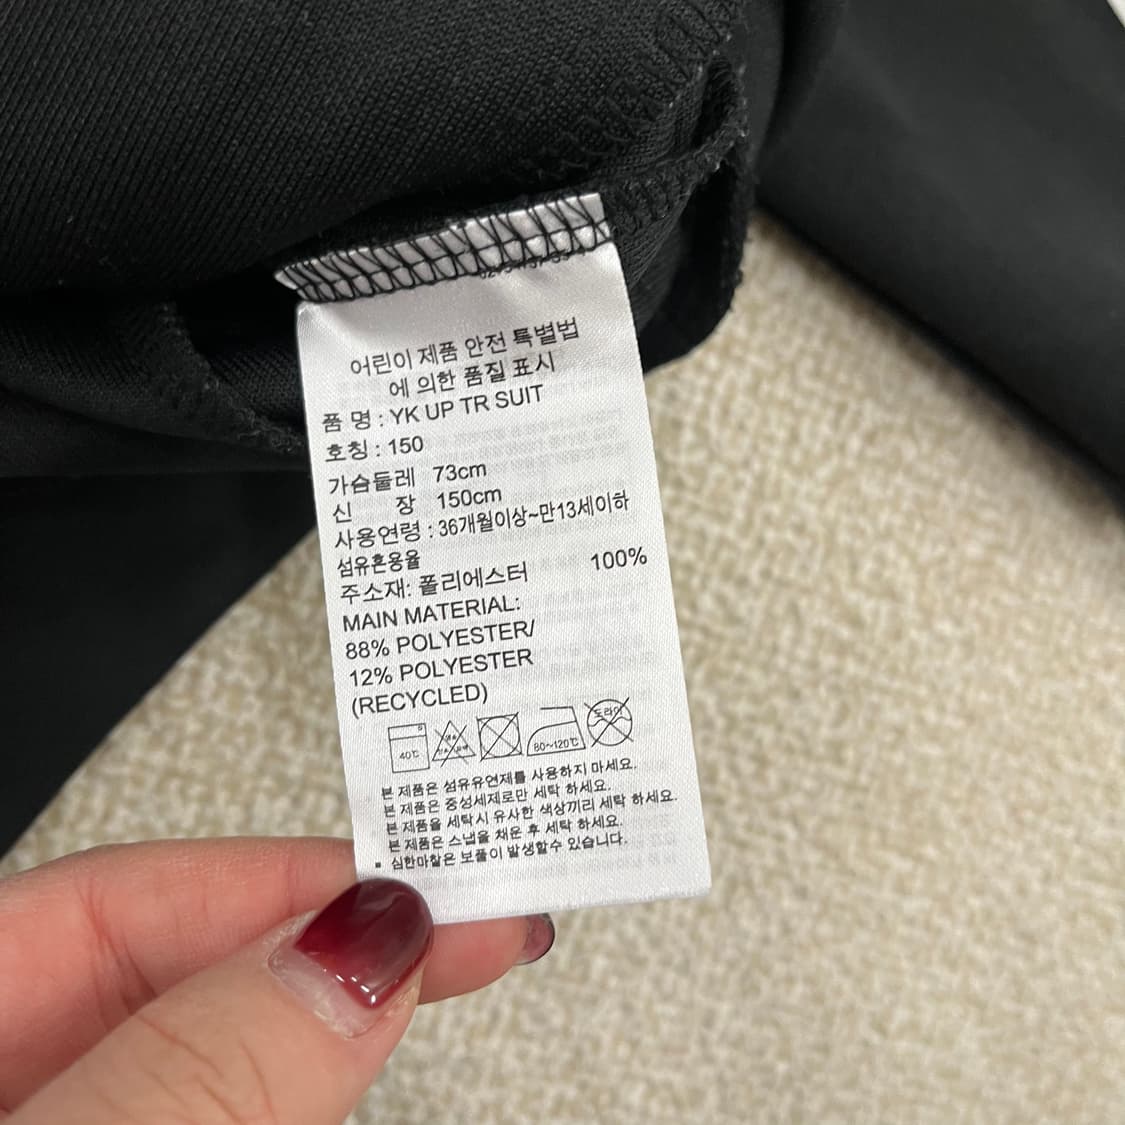 어린이 제품 안전 특별법
에 의한 품질 표시
품 명 : YK UP TR SUIT
호칭 : 150
가슴둘레 73cm
신 장 150cm
사용연령 : 36개월이상~만13세이하
섬유혼용율
주소재: 폴리에스터 100%
MAIN MATERIAL:
88% POLYESTER/
12% POLYESTER
(RECYCLED)
40℃ 80~120℃ 드라이
본 제품은 섬유유연제를 사용하지 마세요.
본 제품은 중성세제로만 세탁 하세요.
본 제품을 세탁시 유사한 색상끼리 세탁 하세요.
본 제품은 스냅을 채운 후 세탁 하세요.
▪ 심한마찰은 보풀이 발생할수 있습니다.